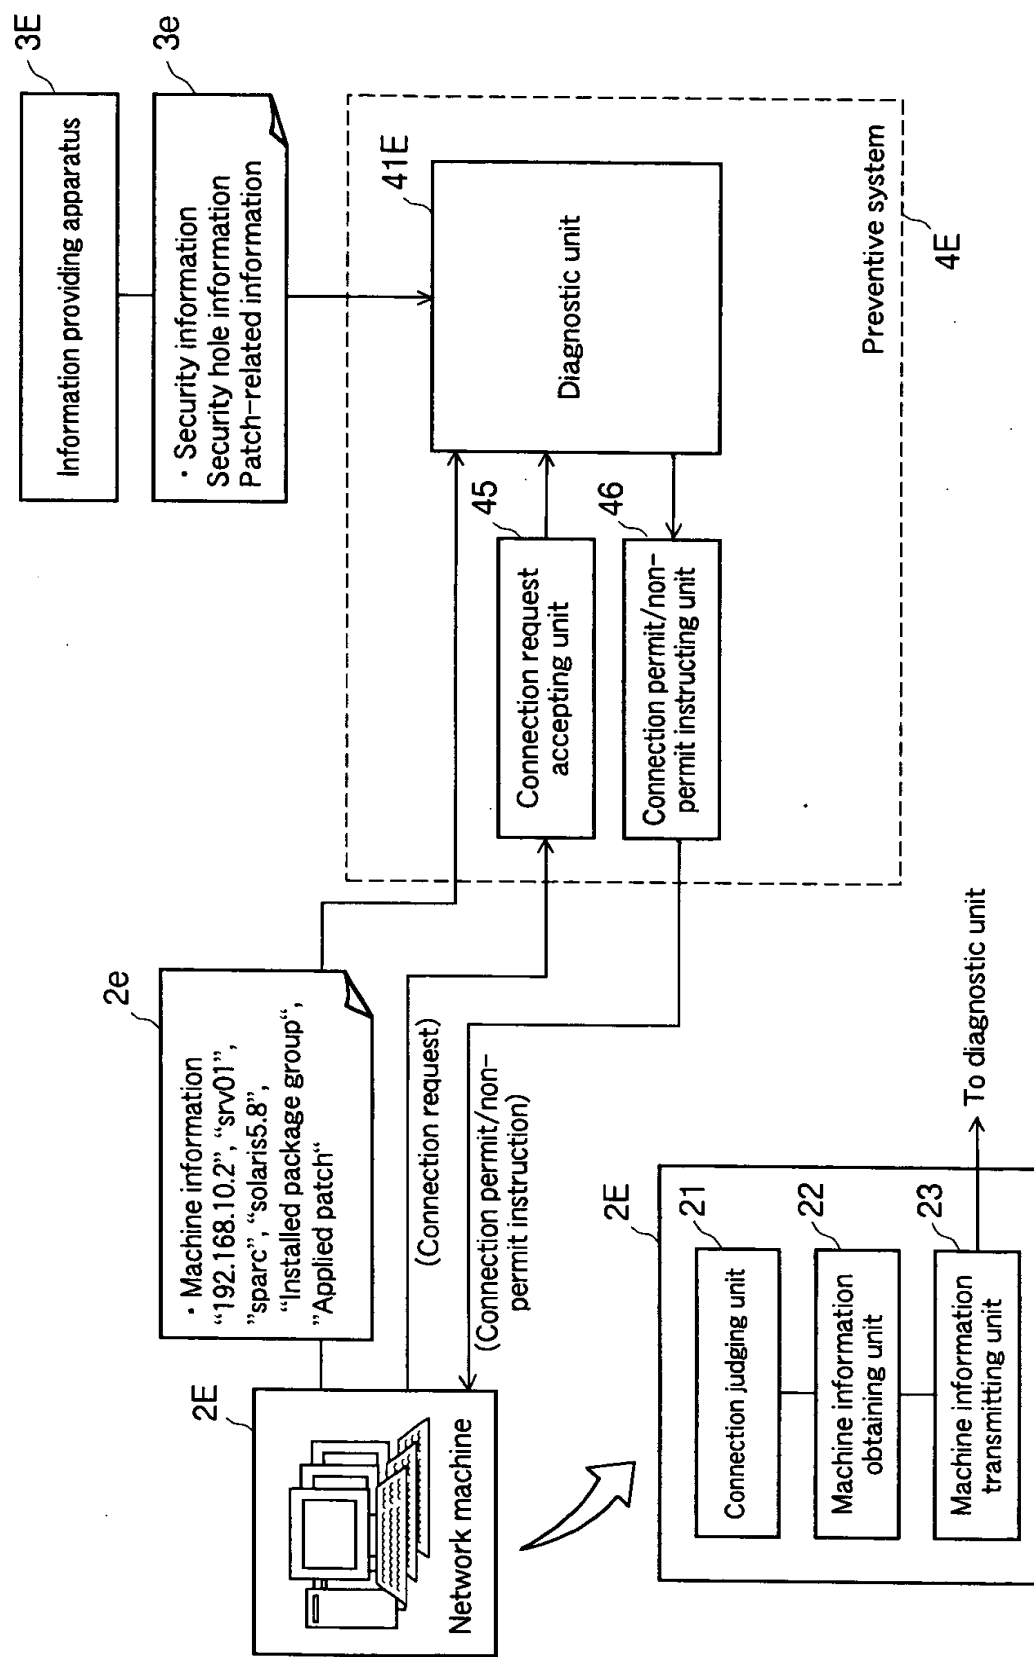 3E
Information providing apparatus
3e
・Security information
Security hole information
Patch-related information
2e
・Machine information
“192.168.10.2”, “srv01”,
”sparc”, “solaris5.8”,
“Installed package group“,
”Applied patch“
2E
Network machine
(Connection request)
(Connection permit/non-
permit instruction)
45
Connection request
accepting unit
46
Connection permit/non-
permit instructing unit
41E
Diagnostic unit
Preventive system
4E
2E
21
Connection judging unit
22
Machine information
obtaining unit
23
Machine information
transmitting unit
To diagnostic unit